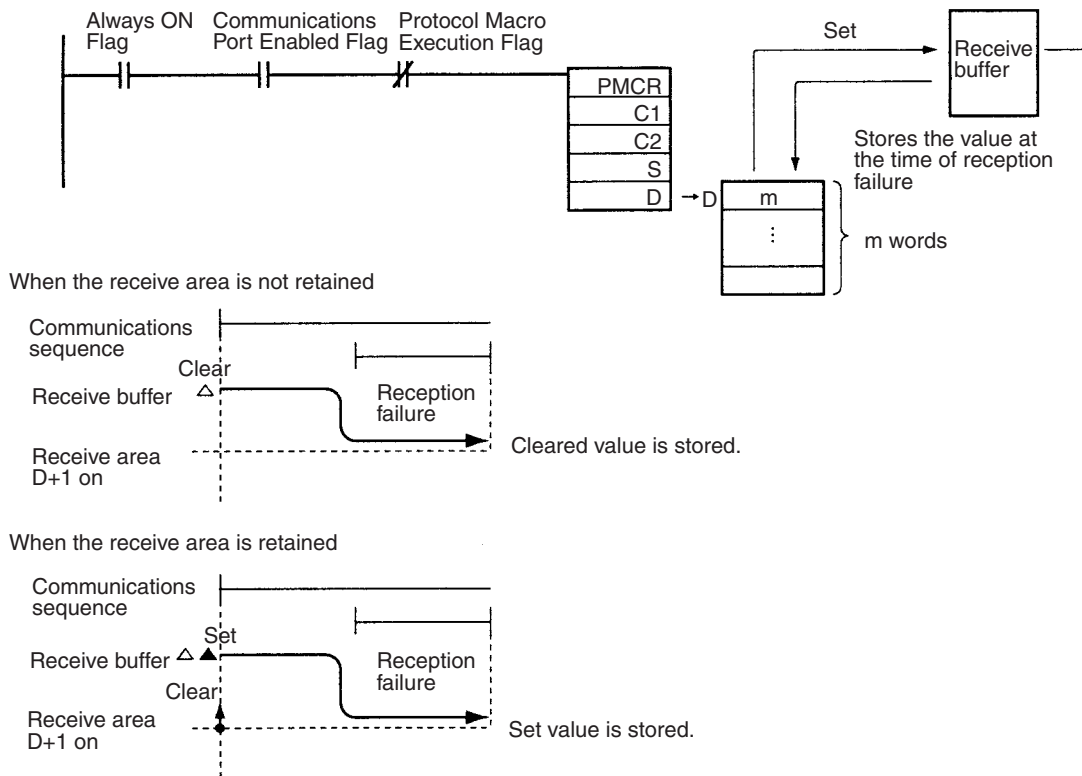 Always ON
Flag
Communications
Port Enabled Flag
Protocol Macro
Execution Flag
Set
Receive
buffer
PMCR
C1
C2
S
D
Stores the value at
the time of reception
failure
D
m
m words
When the receive area is not retained
Communications
sequence
Clear
Receive buffer
Reception
failure
Receive area
D+1 on
Cleared value is stored.
When the receive area is retained
Communications
sequence
Set
Receive buffer
Reception
failure
Clear
Receive area
D+1 on
Set value is stored.